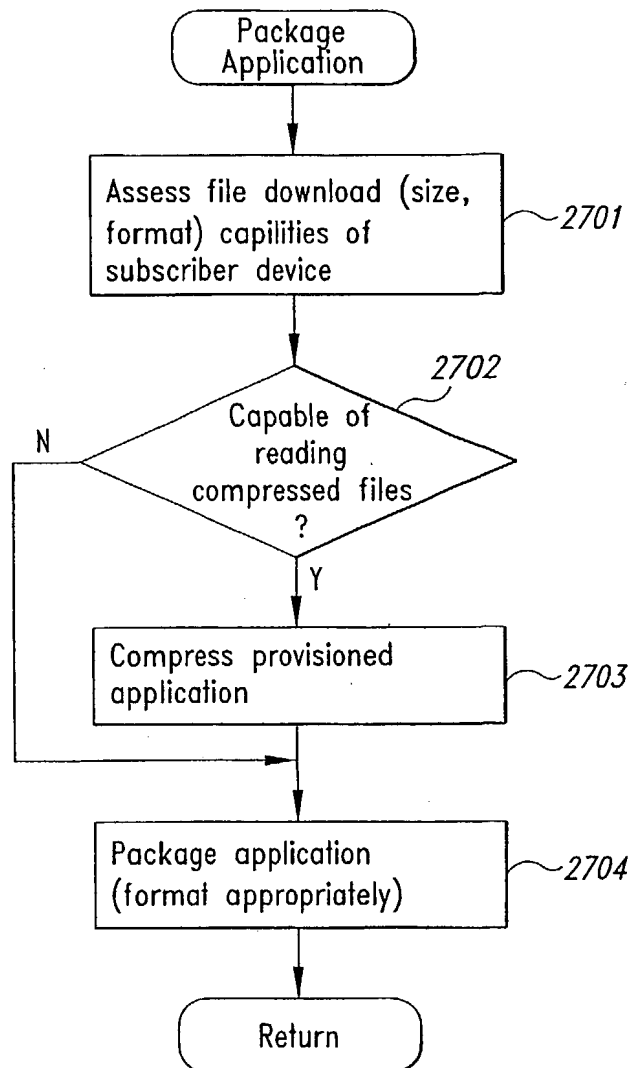 Package
Application
Assess file download (size,
format) capilities of
subscriber device
2701
2702
Capable of
reading
compressed files
?
N
Y
Compress provisioned
application
2703
Package application
(format appropriately)
2704
Return